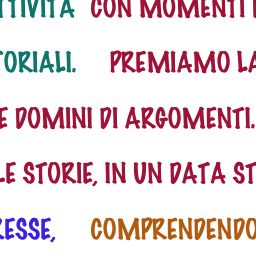 TTIVITÀ CON MOMENTI
TORIALI. PREMIAMO LA
E DOMINI DI ARGOMENTI.
LE STORIE, IN UN DATA ST
RESSE, COMPRENDENDO